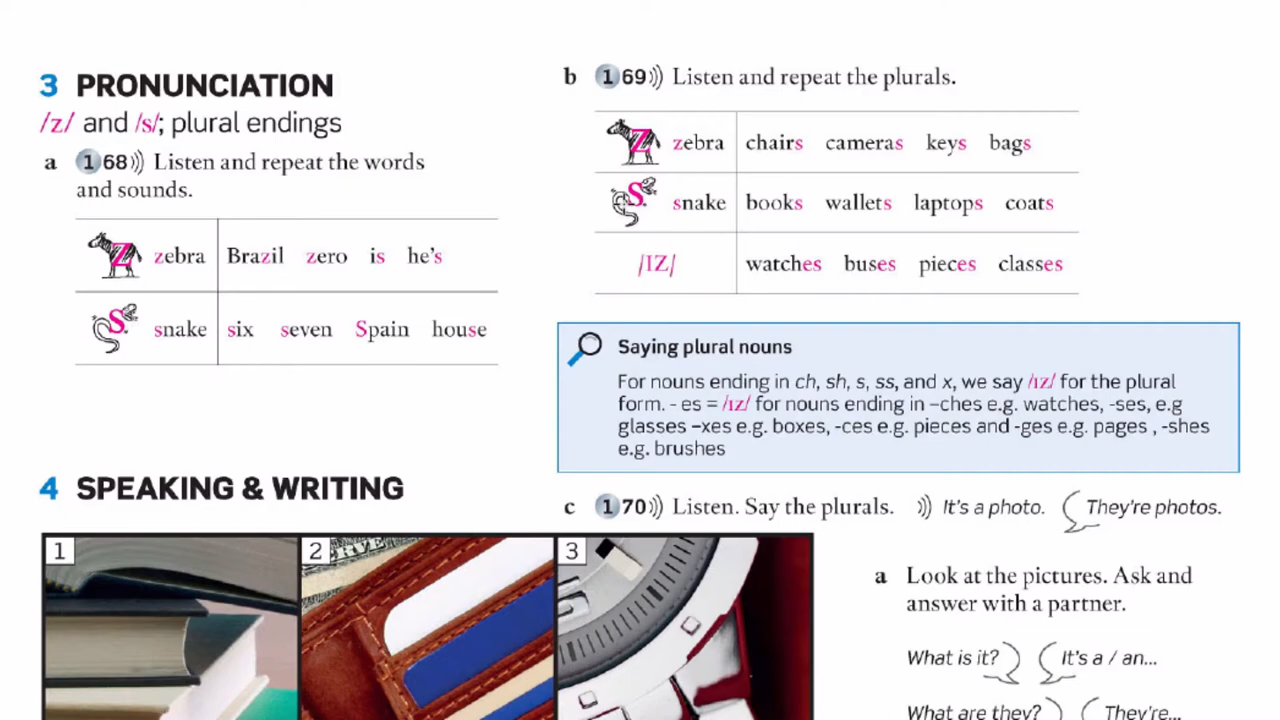 3 PRONUNCIATION
/z/ and /s/; plural endings
a 1 68))) Listen and repeat the words
and sounds.
Z zebra Brazil zero is he's
S snake six seven Spain house
b 1 69))) Listen and repeat the plurals.
Z zebra chairs cameras keys bags
S snake books wallets laptops coats
/IZ/ watches buses pieces classes
Saying plural nouns
For nouns ending in ch, sh, s, ss, and x, we say /ɪz/ for the plural
form. - es = /ɪz/ for nouns ending in –ches e.g. watches, -ses, e.g
glasses –xes e.g. boxes, -ces e.g. pieces and -ges e.g. pages , -shes
e.g. brushes
c 1 70))) Listen. Say the plurals. ))) It's a photo. They're photos.
4 SPEAKING & WRITING
1
2
ERVE
3
a Look at the pictures. Ask and
answer with a partner.
What is it? It's a / an...
What are they? They're...